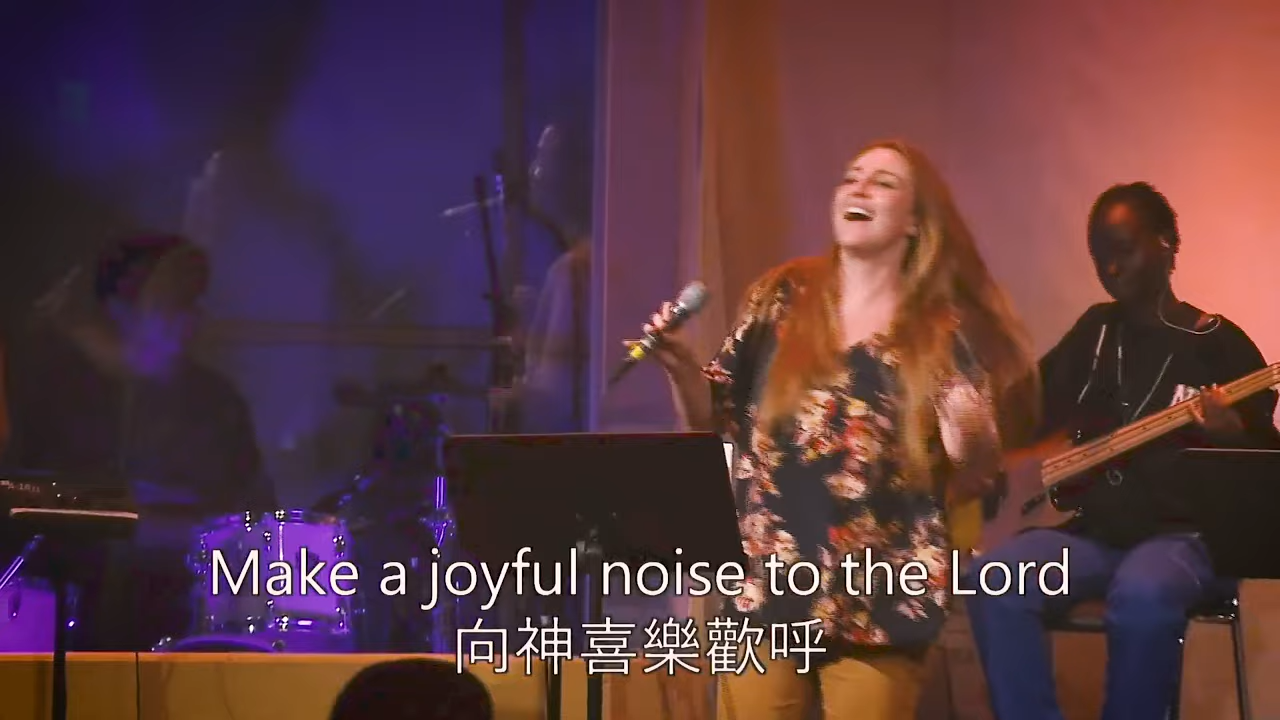 Make a joyful noise to the Lord
向神喜樂歡呼